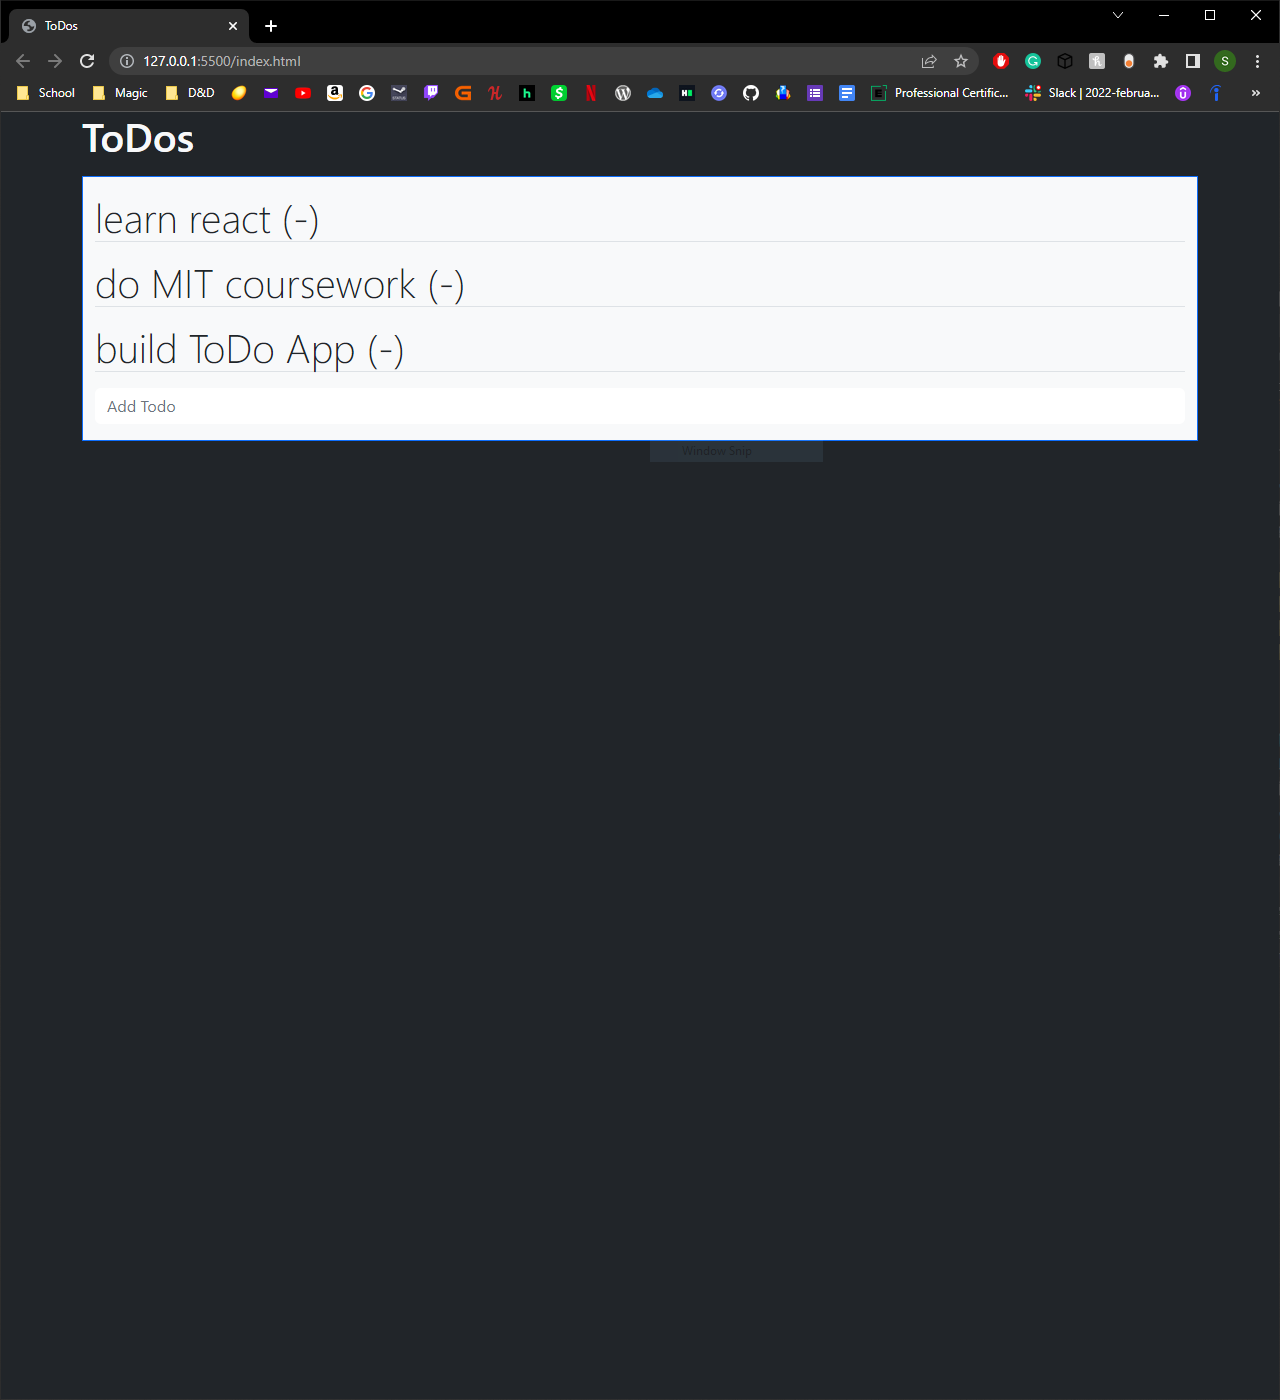 ToDos
127.0.0.1:5500/index.html
S
School
Magic
D&D
Professional Certific...
Slack | 2022-februa...
ToDos
learn react (-)
do MIT coursework (-)
build ToDo App (-)
Add Todo
Window Snip